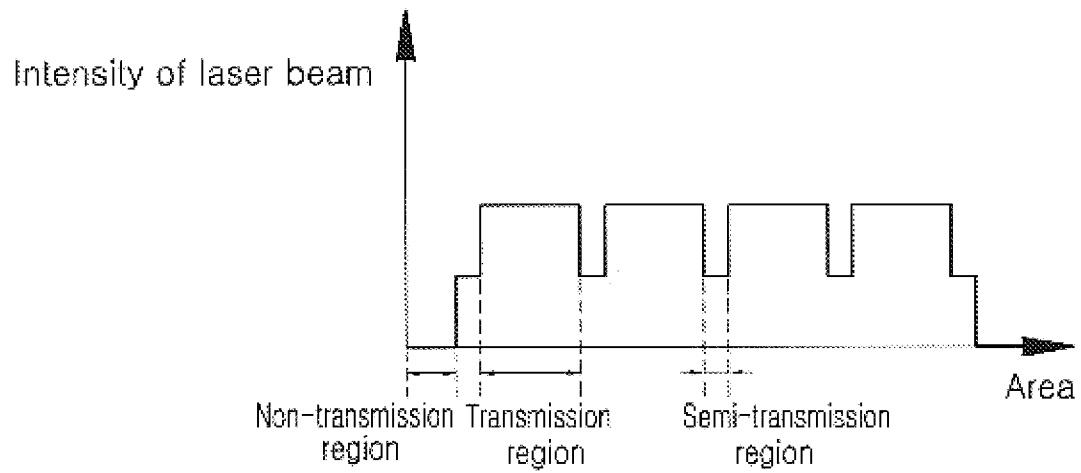 Intensity of laser beam
Area
Non-transmission region
Transmission region
Semi-transmission region